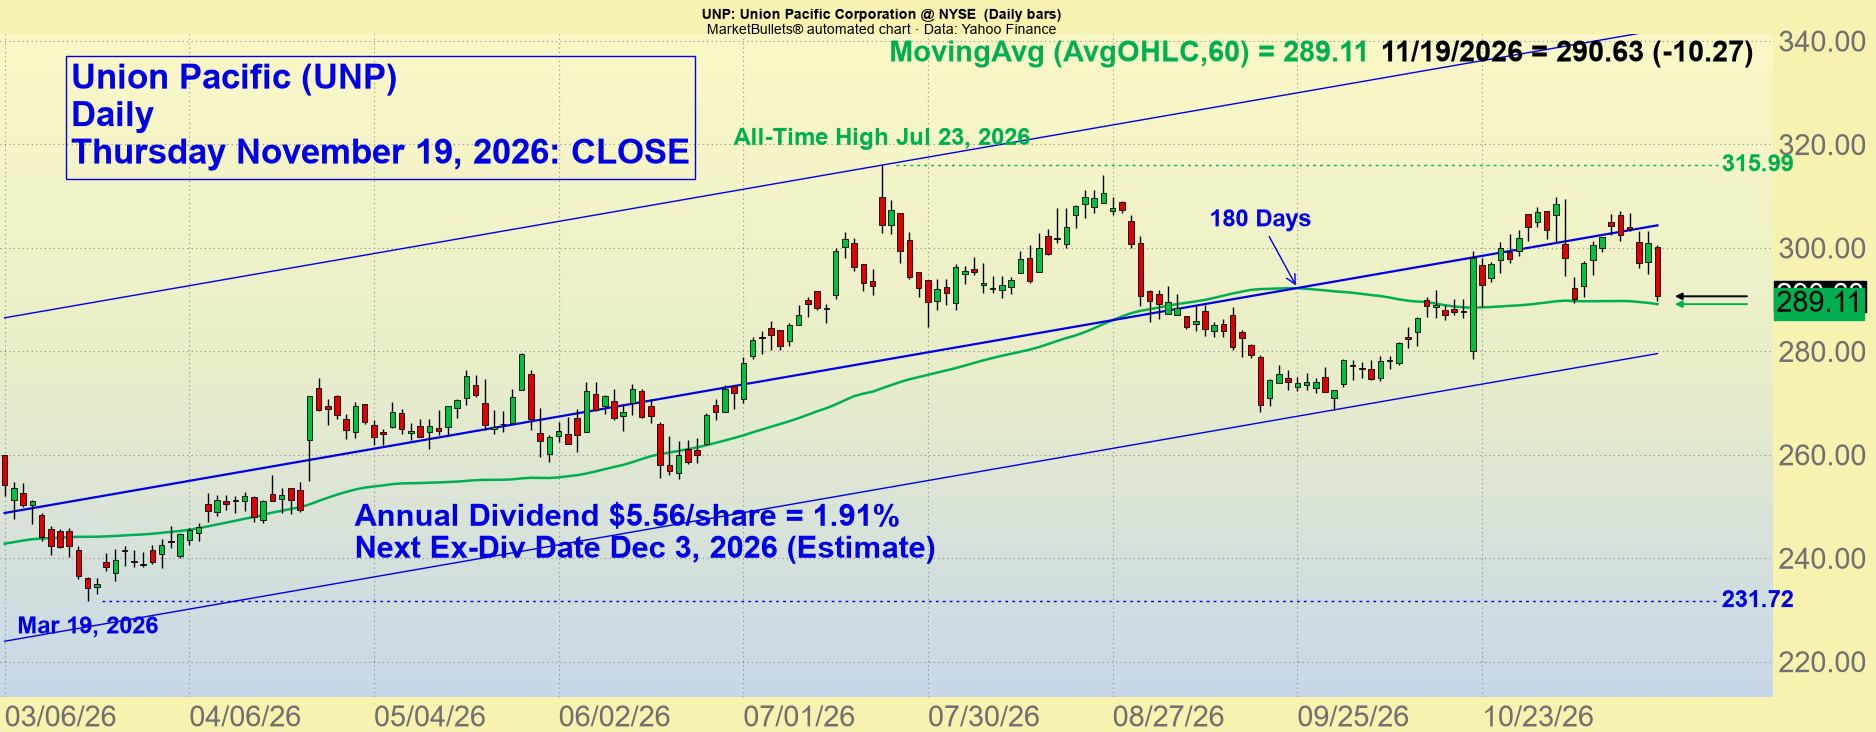 UNP: Union Pacific Corporation @ NYSE (Daily bars)
MarketBullets® automated chart · Data: Yahoo Finance
MovingAvg (AvgOHLC,60) = 289.11 11/19/2026 = 290.63 (-10.27)
340.00
Union Pacific (UNP)
Daily
Thursday November 19, 2026: CLOSE
All-Time High Jul 23, 2026
320.00
315.99
180 Days
300.00
289.11
280.00
260.00
Annual Dividend $5.56/share = 1.91%
Next Ex-Div Date Dec 3, 2026 (Estimate)
240.00
231.72
Mar 19, 2026
220.00
03/06/26 04/06/26 05/04/26 06/02/26 07/01/26 07/30/26 08/27/26 09/25/26 10/23/26